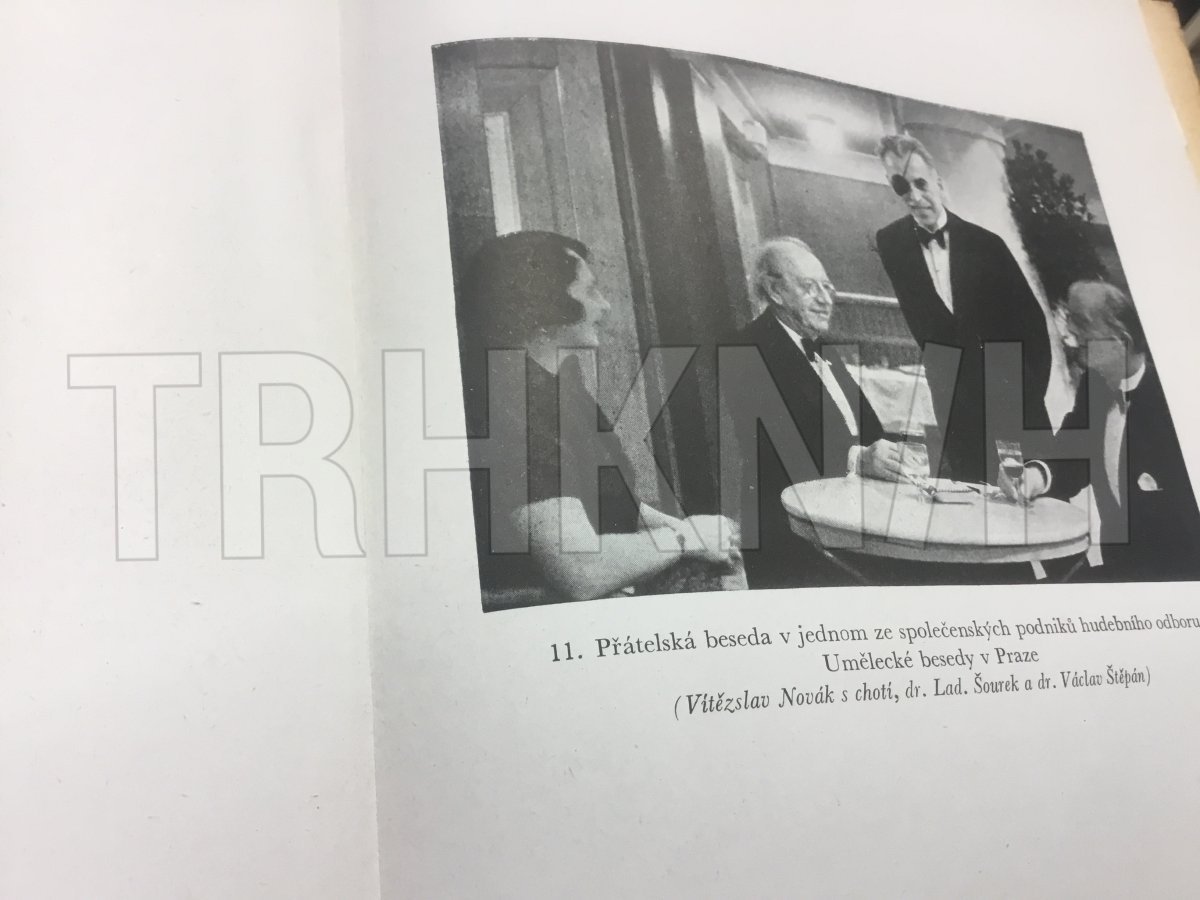 TRHKNIH
11. Přátelská beseda v jednom ze společenských podniků hudebního odboru
Umělecké besedy v Praze
(Vítězslav Novák s chotí, dr. Lad. Šourek a dr. Václav Štěpán)